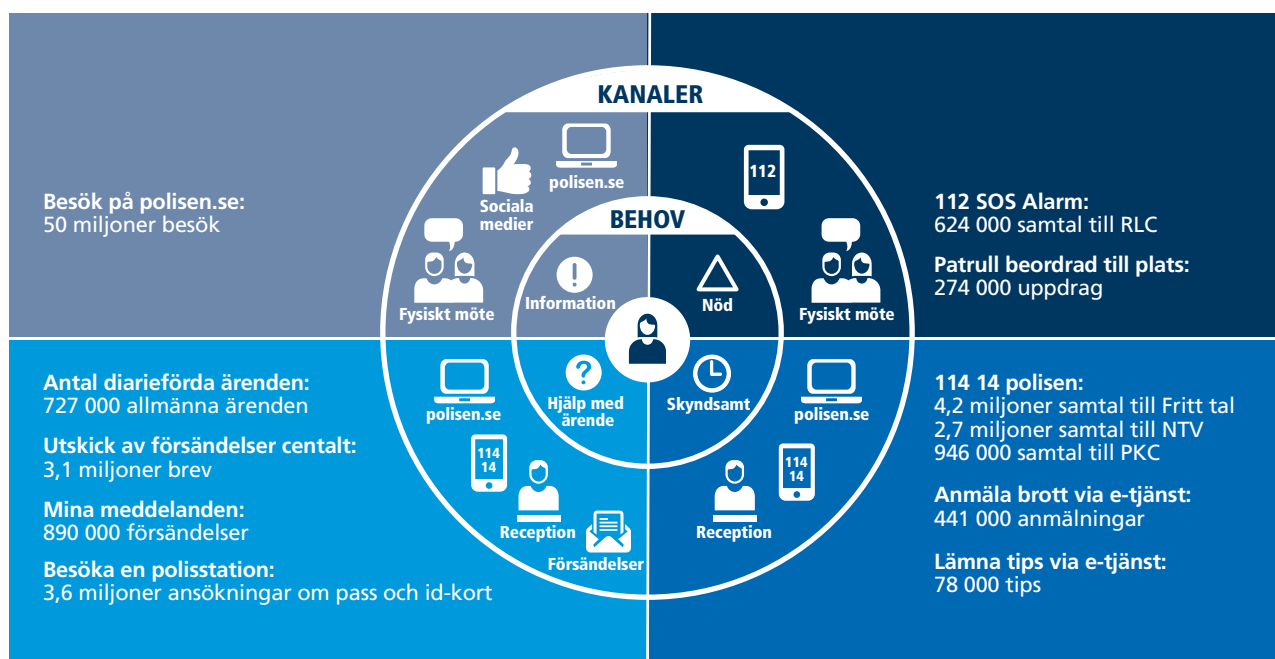 KANALER
polisen.se
Sociala
medier
Fysiskt möte
112
Fysiskt möte
BEHOV
Information
Nöd
Hjälp med
ärende
Skyndsamt
polisen.se
114
14
Reception
Försändelser
polisen.se
114
14
Reception
Besök på polisen.se:
50 miljoner besök
112 SOS Alarm:
624 000 samtal till RLC
Patrull beordrad till plats:
274 000 uppdrag
Antal diarieförda ärenden:
727 000 allmänna ärenden
Utskick av försändelser centalt:
3,1 miljoner brev
Mina meddelanden:
890 000 försändelser
Besöka en polisstation:
3,6 miljoner ansökningar om pass och id-kort
114 14 polisen:
4,2 miljoner samtal till Fritt tal
2,7 miljoner samtal till NTV
946 000 samtal till PKC
Anmäla brott via e-tjänst:
441 000 anmälningar
Lämna tips via e-tjänst:
78 000 tips